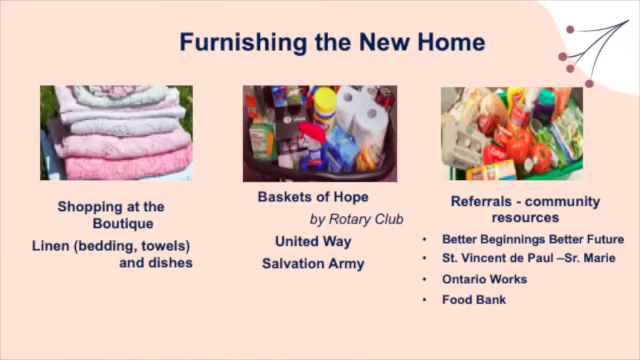 Furnishing the New Home
Shopping at the
Boutique
Linen (bedding, towels)
and dishes
Baskets of Hope
by Rotary Club
United Way
Salvation Army
Referrals - community
resources
• Better Beginnings Better Future
• St. Vincent de Paul –Sr. Marie
• Ontario Works
• Food Bank